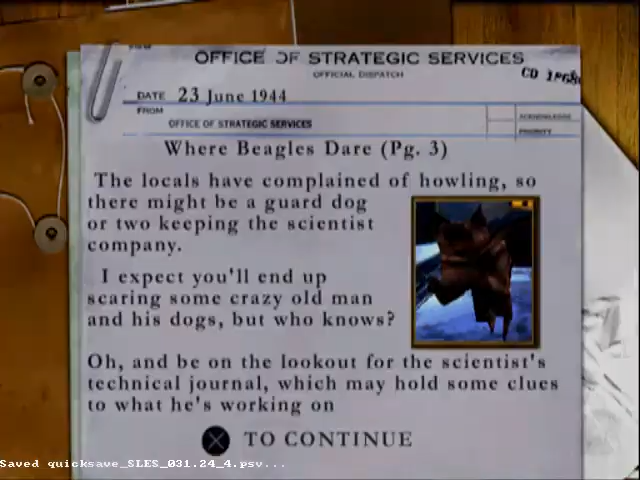 OFFICE OF STRATEGIC SERVICES
OFFICIAL DISPATCH
DATE 23 June 1944
FROM
OFFICE OF STRATEGIC SERVICES
ACKNOWLEDGE
PRIORITY
Where Beagles Dare (Pg. 3)
The locals have complained of howling, so
there might be a guard dog
or two keeping the scientist
company.
I expect you'll end up
scaring some crazy old man
and his dogs, but who knows?
Oh, and be on the lookout for the scientist's
technical journal, which may hold some clues
to what he's working on
TO CONTINUE
Saved quicksave_SLES_031.24_4.psv...